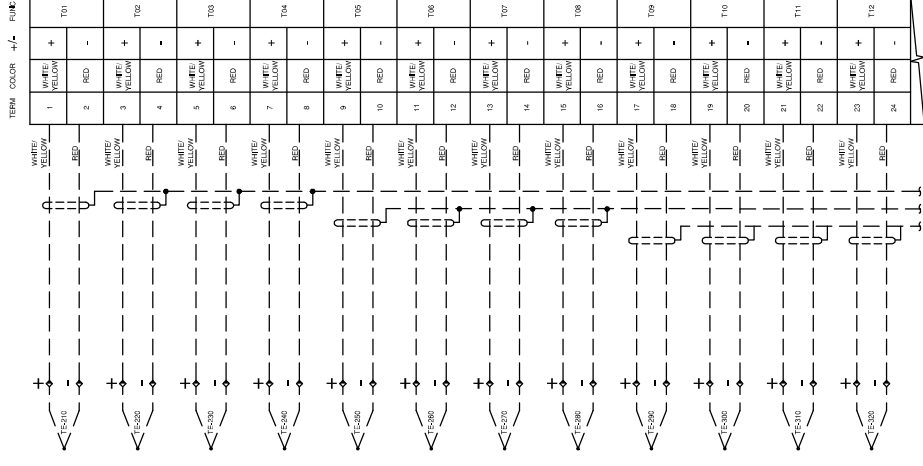 FUNC T01 T02 T03 T04 T05 T06 T07 T08 T09 T10 T11 T12
+/- + - + - + - + - + - + - + - + - + - + - + - + -
COLOR WHITE/YELLOW RED WHITE/YELLOW RED WHITE/YELLOW RED WHITE/YELLOW RED WHITE/YELLOW RED WHITE/YELLOW RED WHITE/YELLOW RED WHITE/YELLOW RED WHITE/YELLOW RED WHITE/YELLOW RED WHITE/YELLOW RED WHITE/YELLOW RED
TERM 1 2 3 4 5 6 7 8 9 10 11 12 13 14 15 16 17 18 19 20 21 22 23 24
WHITE/YELLOW RED WHITE/YELLOW RED WHITE/YELLOW RED WHITE/YELLOW RED WHITE/YELLOW RED WHITE/YELLOW RED WHITE/YELLOW RED WHITE/YELLOW RED WHITE/YELLOW RED WHITE/YELLOW RED WHITE/YELLOW RED WHITE/YELLOW RED
+ - + - + - + - + - + - + - + - + - + - + - + -
TE-210 TE-220 TE-230 TE-240 TE-250 TE-260 TE-270 TE-280 TE-290 TE-300 TE-310 TE-320